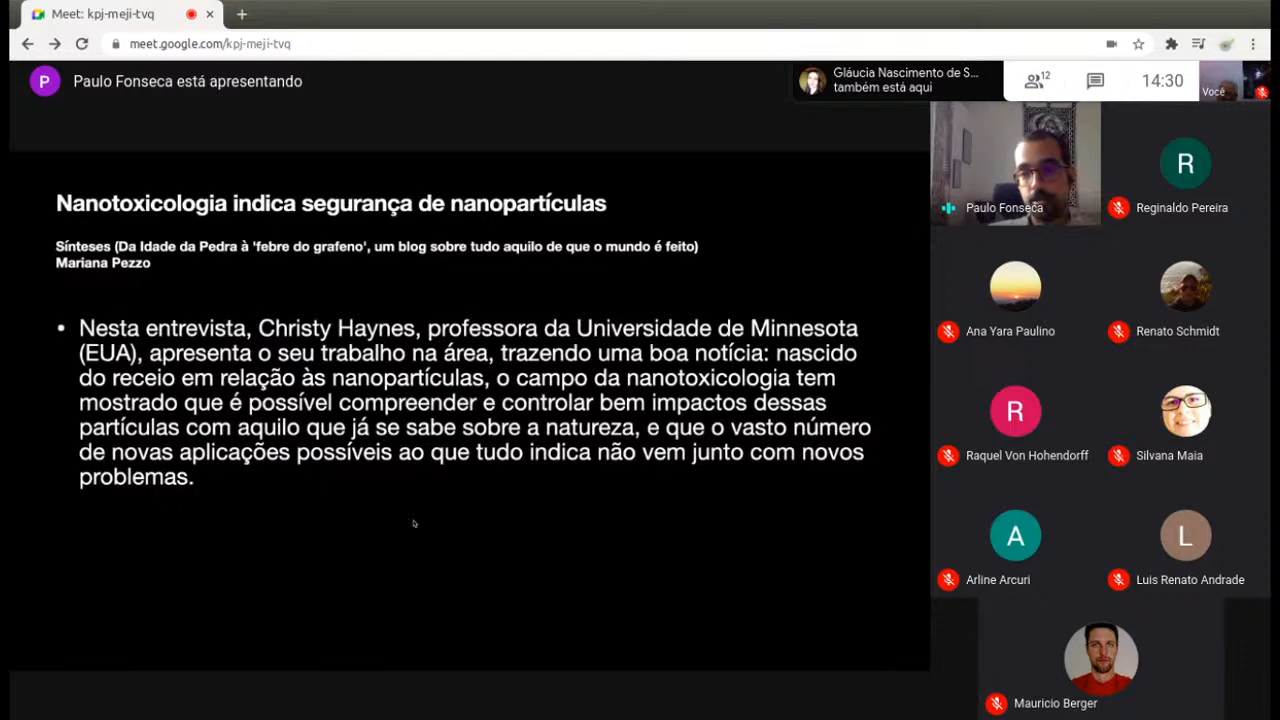 Meet: kpj-meji-tvq
meet.google.com/kpj-meji-tvq
P
Paulo Fonseca está apresentando
Gláucia Nascimento de S...
também está aqui
12
14:30
Você
Nanotoxicologia indica segurança de nanopartículas
Sínteses (Da Idade da Pedra à 'febre do grafeno', um blog sobre tudo aquilo de que o mundo é feito)
Mariana Pezzo
• Nesta entrevista, Christy Haynes, professora da Universidade de Minnesota
(EUA), apresenta o seu trabalho na área, trazendo uma boa notícia: nascido
do receio em relação às nanopartículas, o campo da nanotoxicologia tem
mostrado que é possível compreender e controlar bem impactos dessas
partículas com aquilo que já se sabe sobre a natureza, e que o vasto número
de novas aplicações possíveis ao que tudo indica não vem junto com novos
problemas.
Paulo Fonseca
R
Reginaldo Pereira
Ana Yara Paulino
Renato Schmidt
R
Raquel Von Hohendorff
Silvana Maia
A
Arline Arcuri
L
Luis Renato Andrade
Mauricio Berger